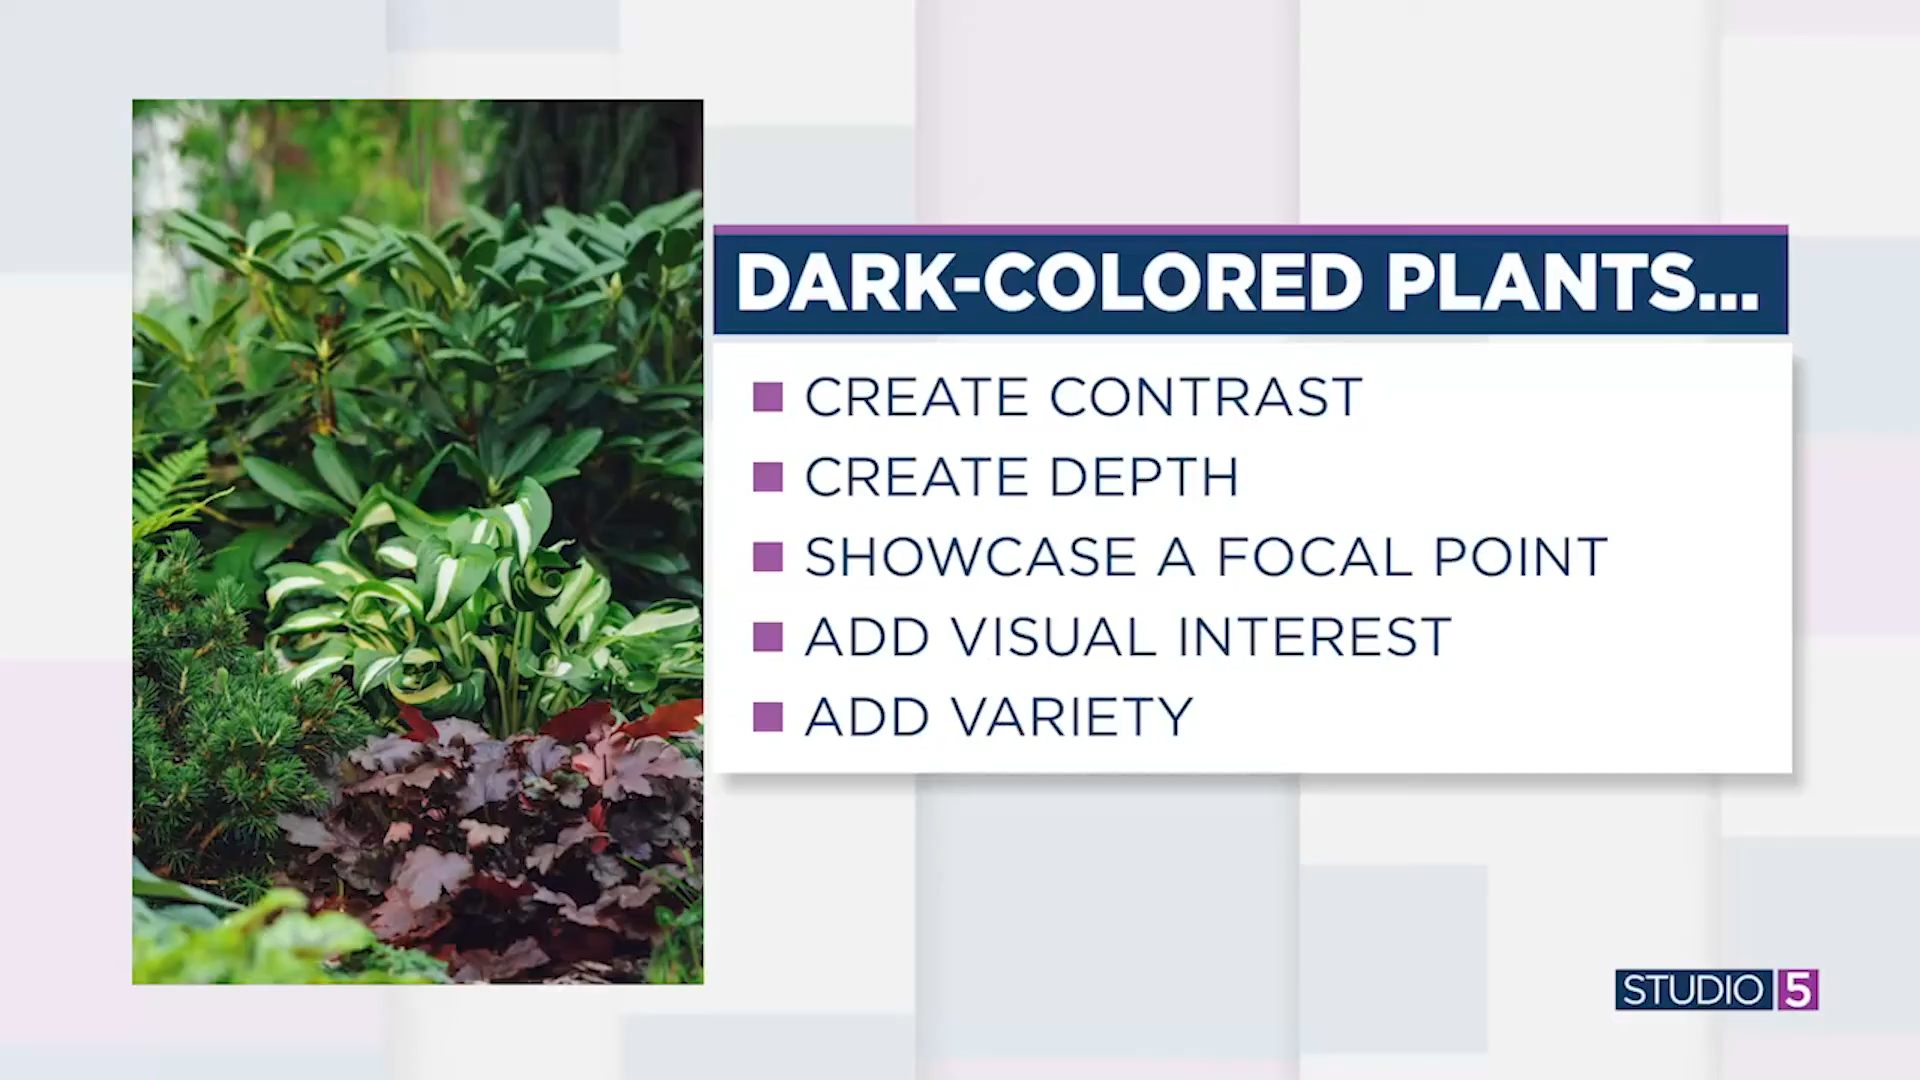 DARK-COLORED PLANTS...
CREATE CONTRAST
CREATE DEPTH
SHOWCASE A FOCAL POINT
ADD VISUAL INTEREST
ADD VARIETY
STUDIO 5